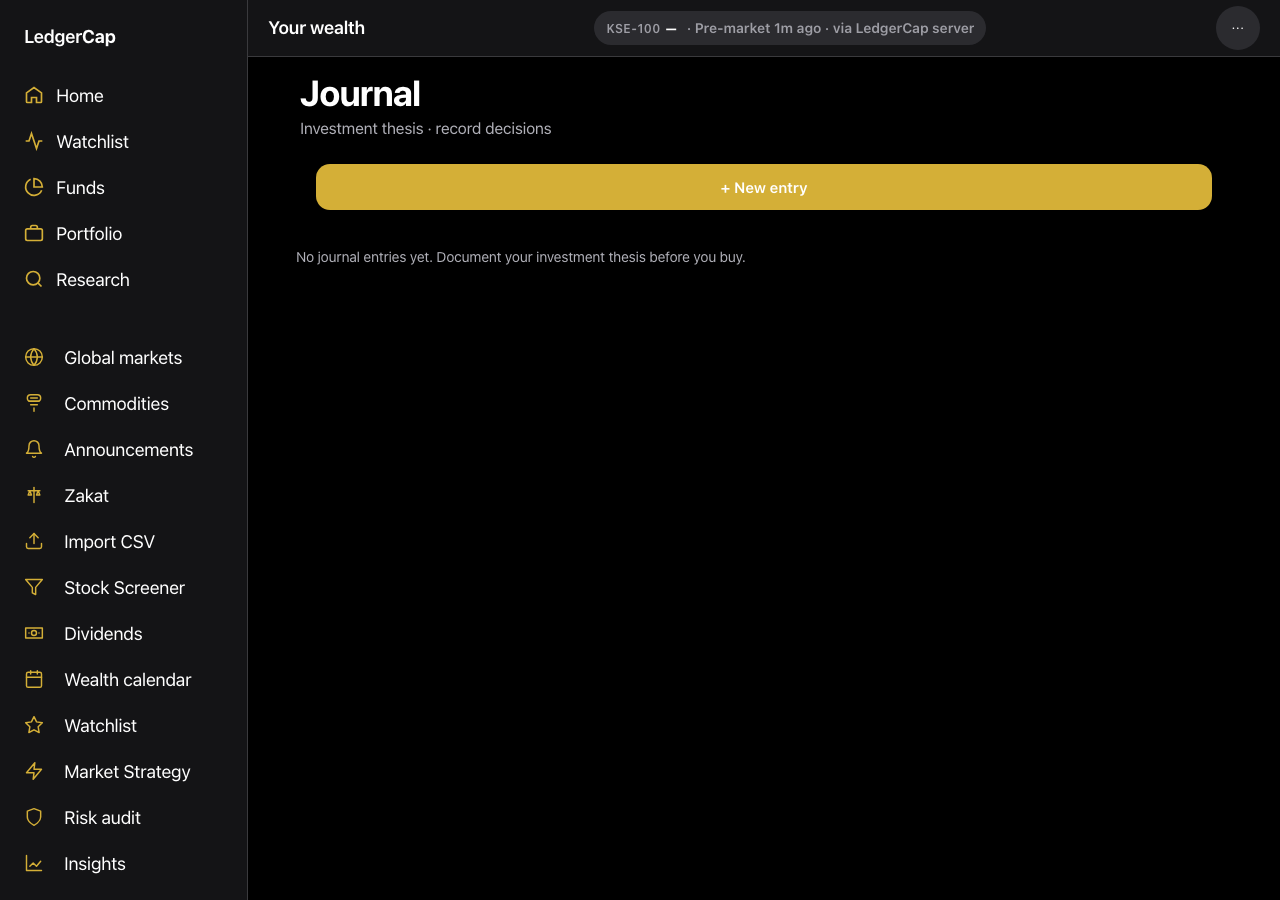 LedgerCap
Home
Watchlist
Funds
Portfolio
Research
Global markets
Commodities
Announcements
Zakat
Import CSV
Stock Screener
Dividends
Wealth calendar
Watchlist
Market Strategy
Risk audit
Insights
Your wealth
KSE-100 — · Pre-market 1m ago · via LedgerCap server
...
Journal
Investment thesis · record decisions
+ New entry
No journal entries yet. Document your investment thesis before you buy.